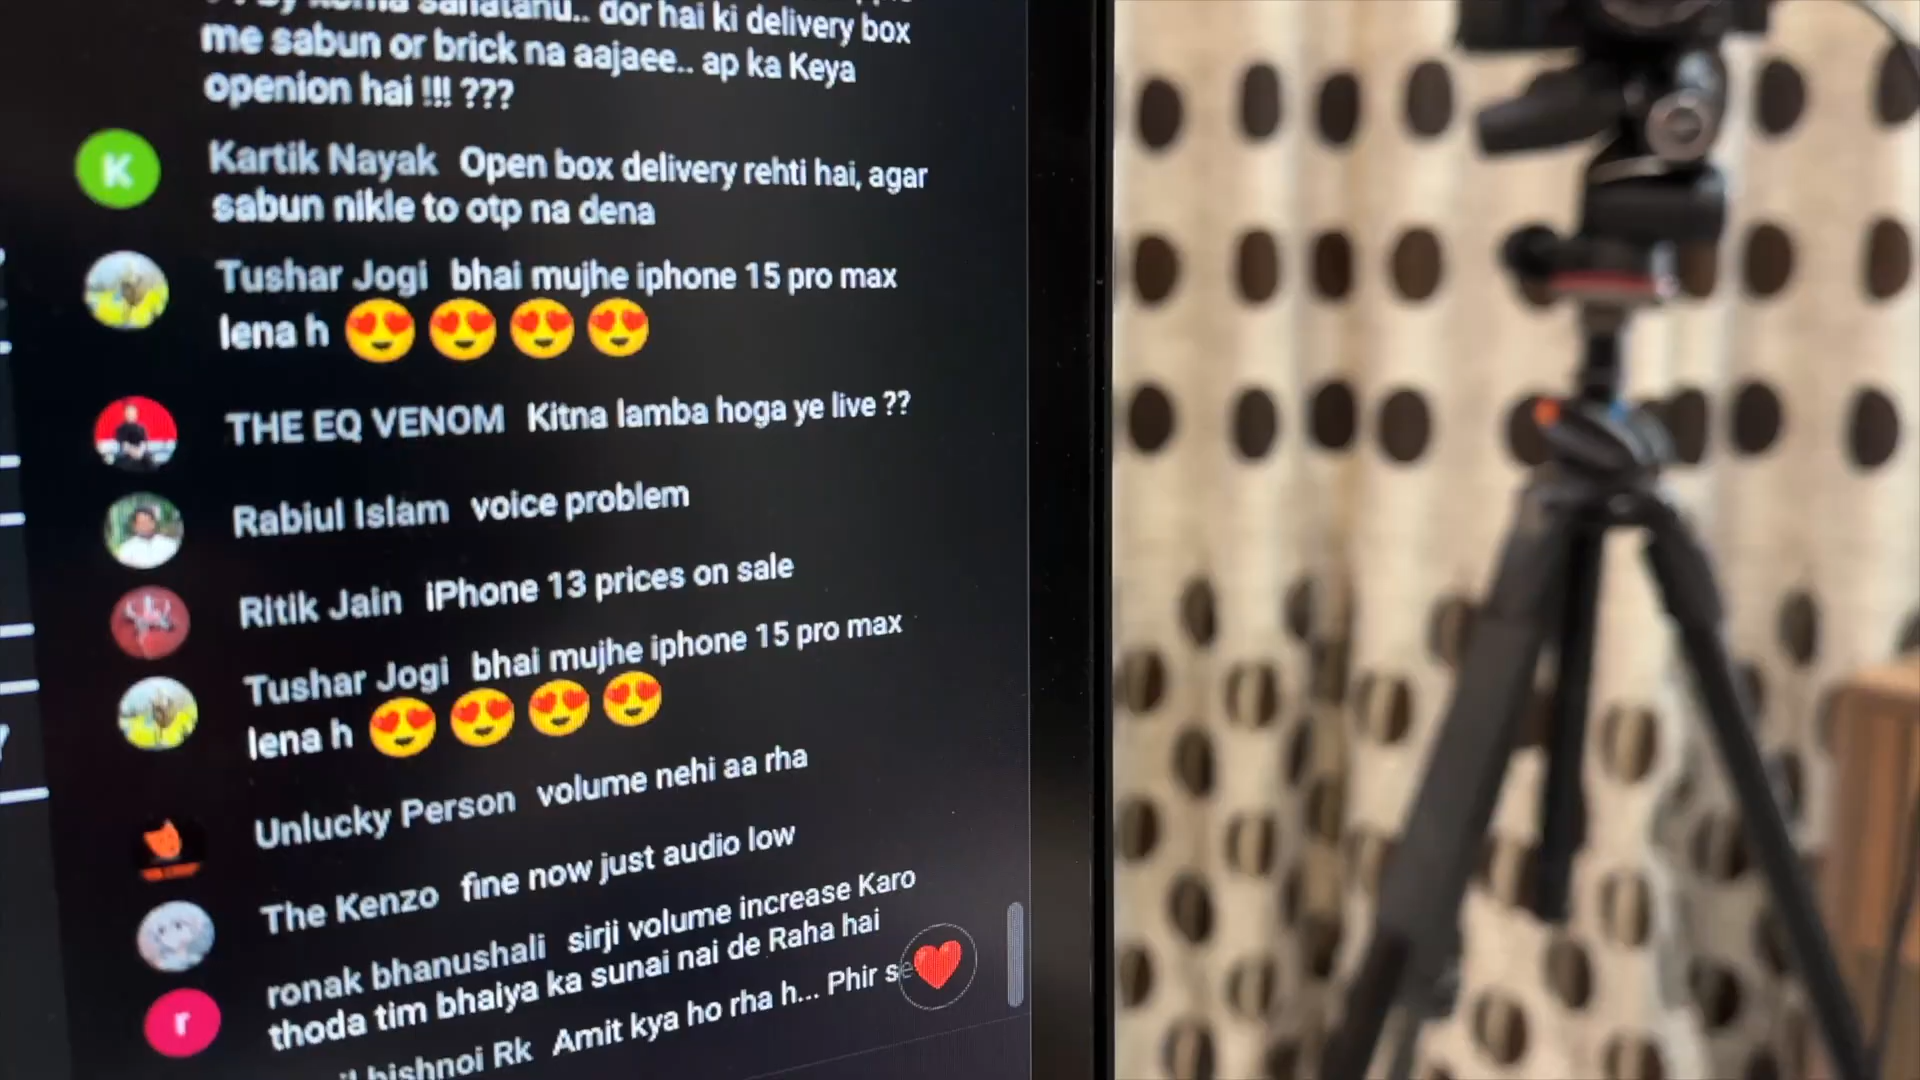 dor hai ki delivery box
me sabun or brick na aajaee.. ap ka Keya
openion hai !!! ???
K
Kartik Nayak Open box delivery rehti hai, agar
sabun nikle to otp na dena
Tushar Jogi bhai mujhe iphone 15 pro max
lena h 😍 😍 😍 😍
THE EQ VENOM Kitna lamba hoga ye live ??
Rabiul Islam voice problem
Ritik Jain iPhone 13 prices on sale
Tushar Jogi bhai mujhe iphone 15 pro max
lena h 😍 😍 😍 😍
Unlucky Person volume nehi aa rha
The Kenzo fine now just audio low
r
ronak bhanushali sirji volume increase Karo
thoda tim bhaiya ka sunai nai de Raha hai
bishnoi Rk Amit kya ho rha h... Phir se